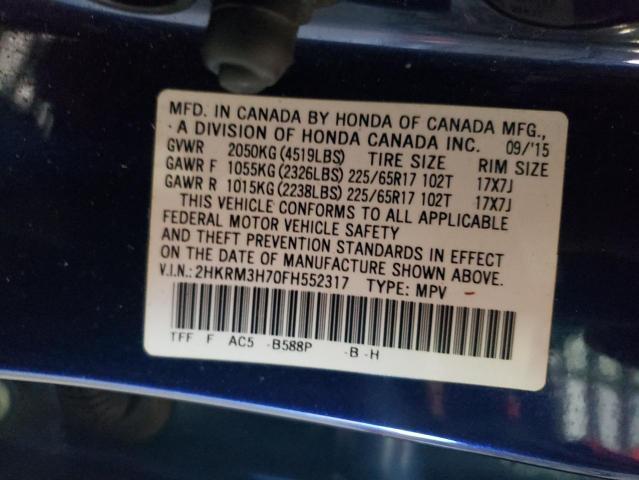 MFD. IN CANADA BY HONDA OF CANADA MFG.,
A DIVISION OF HONDA CANADA INC. 09/'15
GVWR 2050KG(4519LBS) TIRE SIZE RIM SIZE
GAWR F 1055KG(2326LBS) 225/65R17 102T 17X7J
GAWR R 1015KG(2238LBS) 225/65R17 102T 17X7J
THIS VEHICLE CONFORMS TO ALL APPLICABLE
FEDERAL MOTOR VEHICLE SAFETY
AND THEFT PREVENTION STANDARDS IN EFFECT
ON THE DATE OF MANUFACTURE SHOWN ABOVE.
V.I.N.: 2HKRM3H70FH552317 TYPE: MPV
TFF F AC5 -B588P -B -H